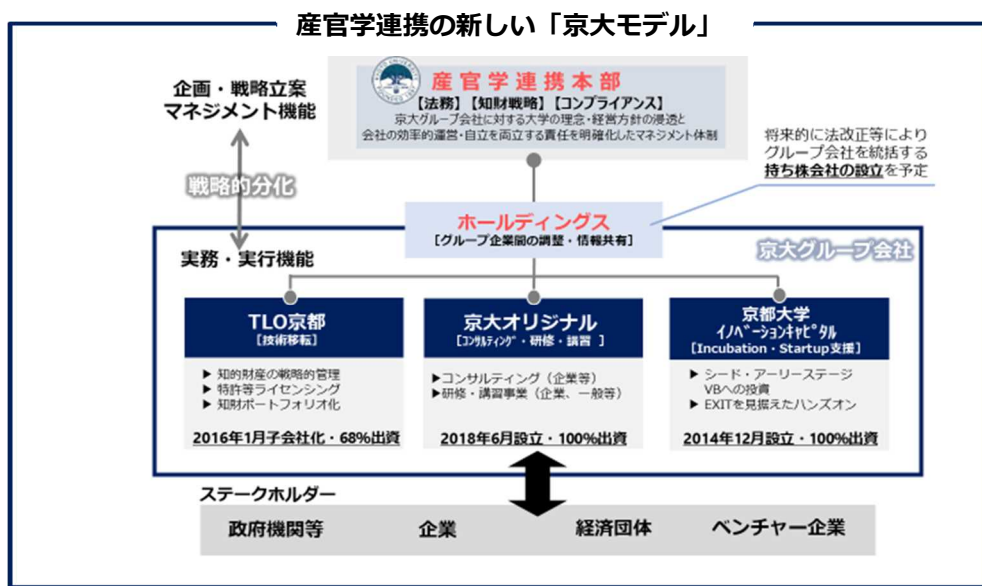 産官学連携の新しい「京大モデル」
企画・戦略立案
マネジメント機能
戦略的分化
実務・実行機能
産官学連携本部
【法務】【知財戦略】【コンプライアンス】
京大グループ会社に対する大学の理念・経営方針の浸透と
会社の効率的運営・自立を両立する責任を明確化したマネジメント体制
将来的に法改正等により
グループ会社を統括する
持ち株会社の設立を予定
ホールディングス
[グループ企業間の調整・情報共有]
京大グループ会社
TLO京都
[技術移転]
▶ 知的財産の戦略的管理
▶ 特許等ライセンシング
▶ 知財ポートフォリオ化
2016年1月子会社化・68%出資
京大オリジナル
[コンサルティング・研修・講習 ]
▶コンサルティング（企業等）
▶研修・講習事業（企業、一般等）
2018年6月設立・100%出資
京都大学
イノベーションキャピタル
[Incubation・Startup支援]
▶ シード・アーリーステージ
VBへの投資
▶ EXITを見据えたハンズオン
2014年12月設立・100%出資
ステークホルダー
政府機関等 企業 経済団体 ベンチャー企業